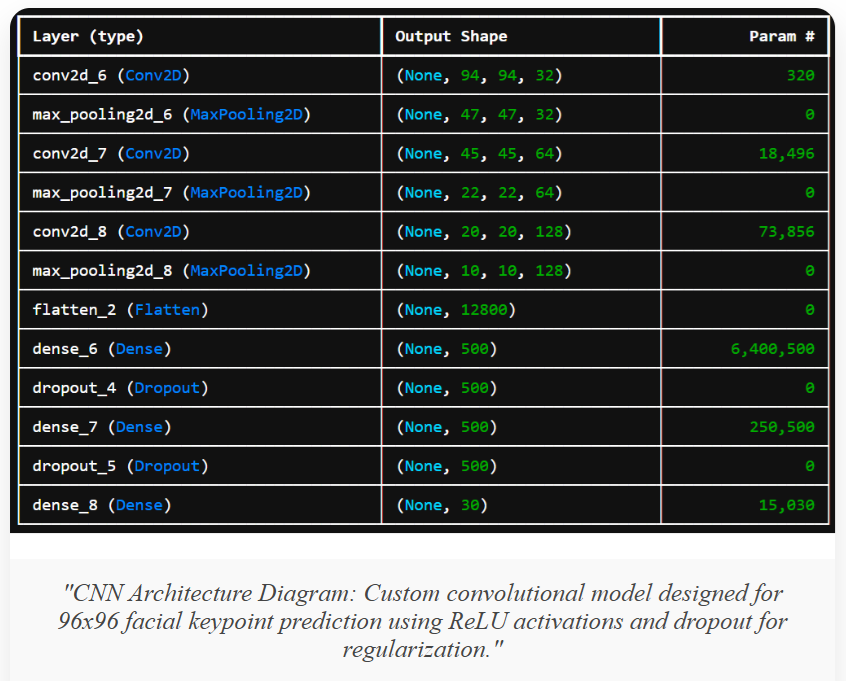 Layer (type) Output Shape Param #
conv2d_6 (Conv2D) (None, 94, 94, 32) 320
max_pooling2d_6 (MaxPooling2D) (None, 47, 47, 32) 0
conv2d_7 (Conv2D) (None, 45, 45, 64) 18,496
max_pooling2d_7 (MaxPooling2D) (None, 22, 22, 64) 0
conv2d_8 (Conv2D) (None, 20, 20, 128) 73,856
max_pooling2d_8 (MaxPooling2D) (None, 10, 10, 128) 0
flatten_2 (Flatten) (None, 12800) 0
dense_6 (Dense) (None, 500) 6,400,500
dropout_4 (Dropout) (None, 500) 0
dense_7 (Dense) (None, 500) 250,500
dropout_5 (Dropout) (None, 500) 0
dense_8 (Dense) (None, 30) 15,030
"CNN Architecture Diagram: Custom convolutional model designed for
96x96 facial keypoint prediction using ReLU activations and dropout for
regularization."